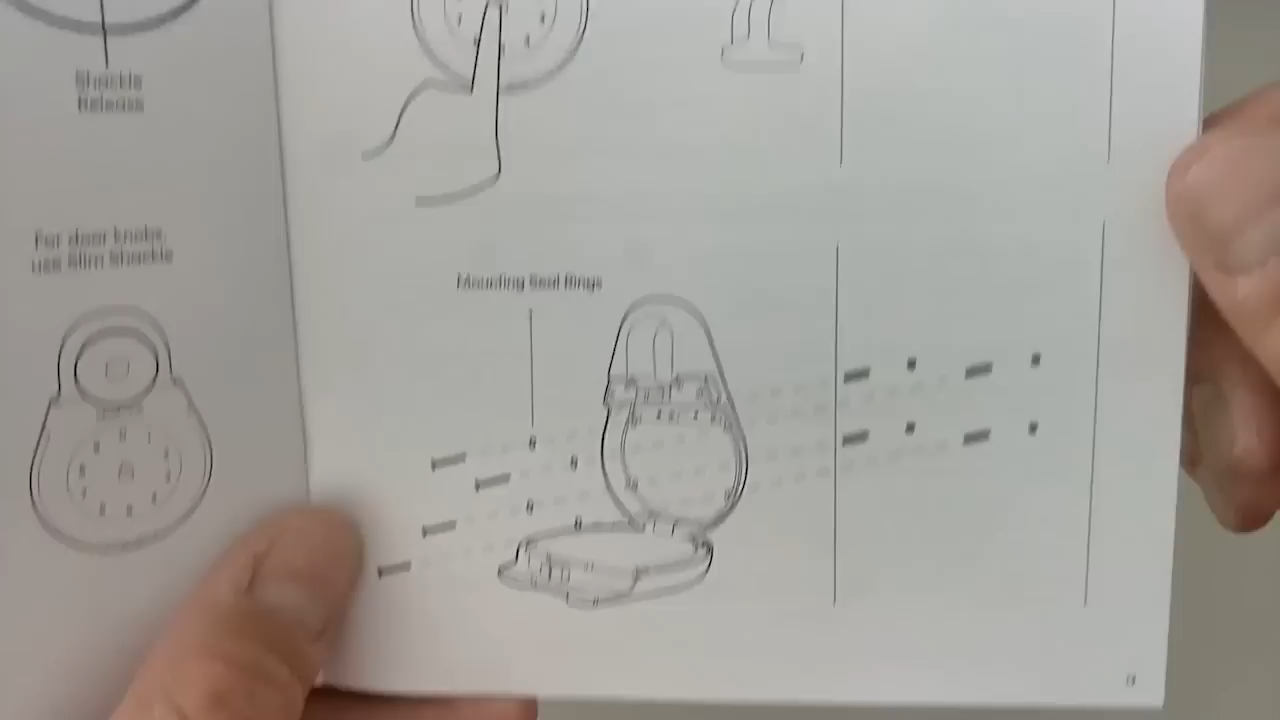 Shackle
Release
For door knobs,
use Slim Shackle
Mounting Seal Rings